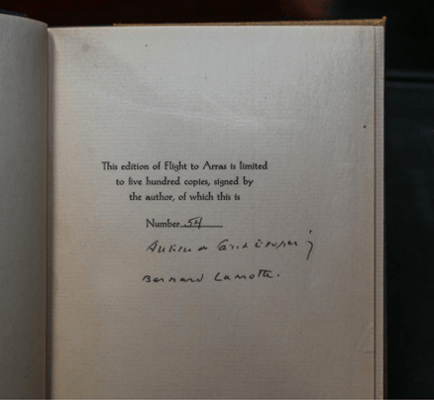 This edition of Flight to Arras is limited
to five hundred copies, signed by
the author, of which this is
Number 54
Antoine de Saint Exupéry
Bernard Lamotte.